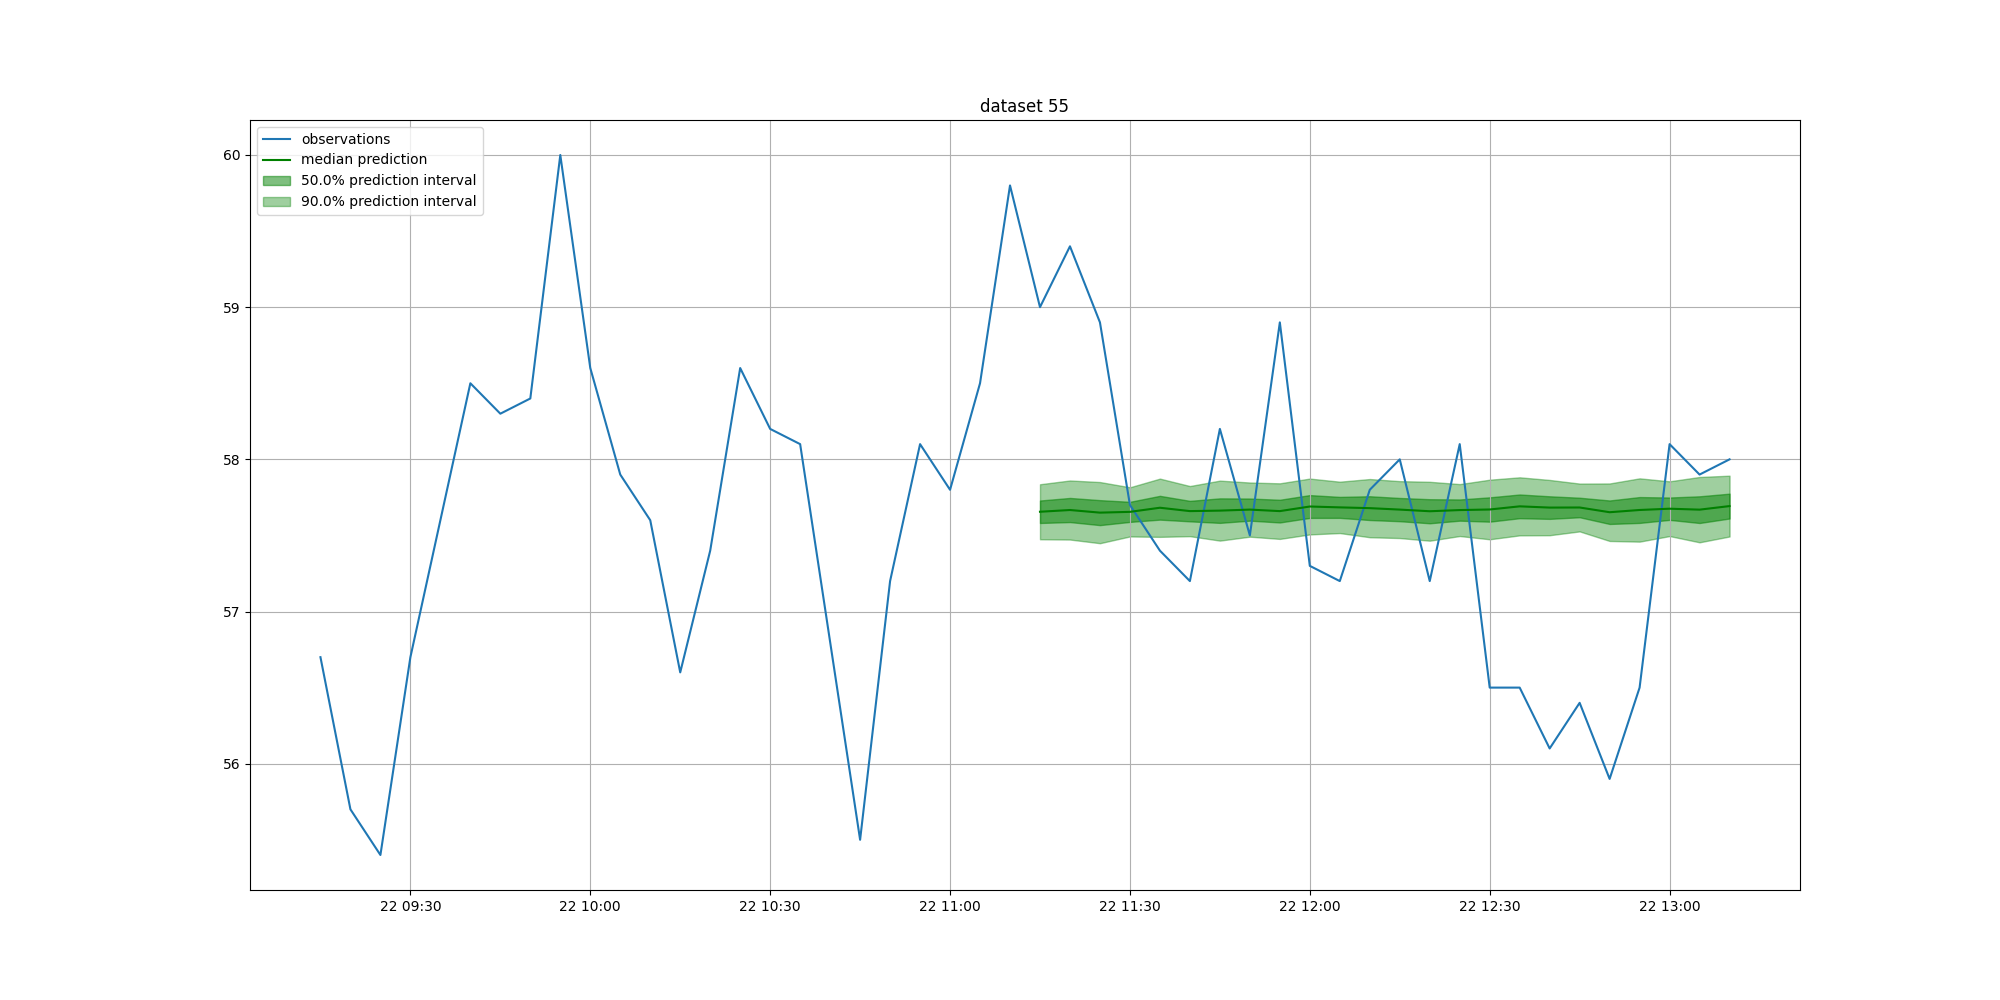 dataset 55
observations
median prediction
50.0% prediction interval
90.0% prediction interval
60
59
58
57
56
22 09:30
22 10:00
22 10:30
22 11:00
22 11:30
22 12:00
22 12:30
22 13:00